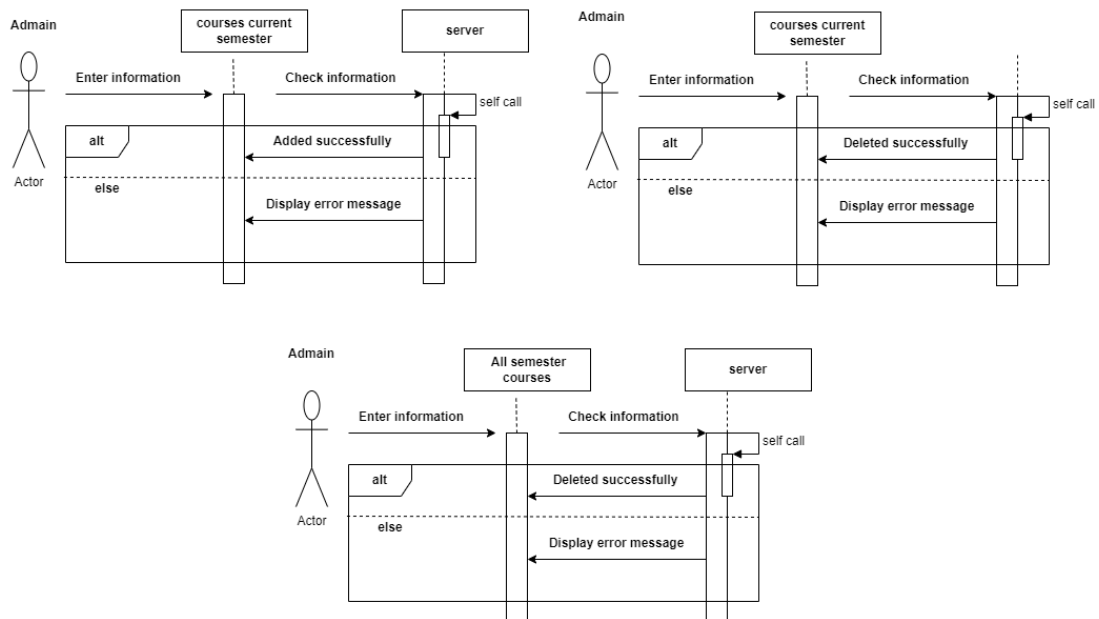 Admain
courses current
semester
server
Enter information
Check information
self call
alt
Added successfully
else
Display error message
Actor
Admain
courses current
semester
Enter information
Check information
self call
alt
Deleted successfully
else
Display error message
Actor
Admain
All semester
courses
server
Enter information
Check information
self call
alt
Deleted successfully
else
Display error message
Actor